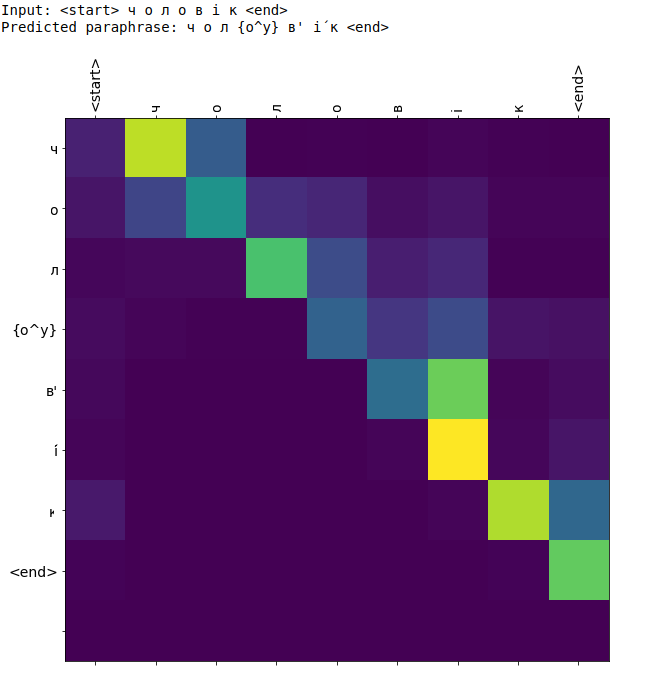 Input: <start> ч о л о в і к <end>
Predicted paraphrase: ч о л {о^у} в' і´к <end>
<start> ч о л о в і к <end>
ч
о
л
{о^у}
в'
і´
к
<end>